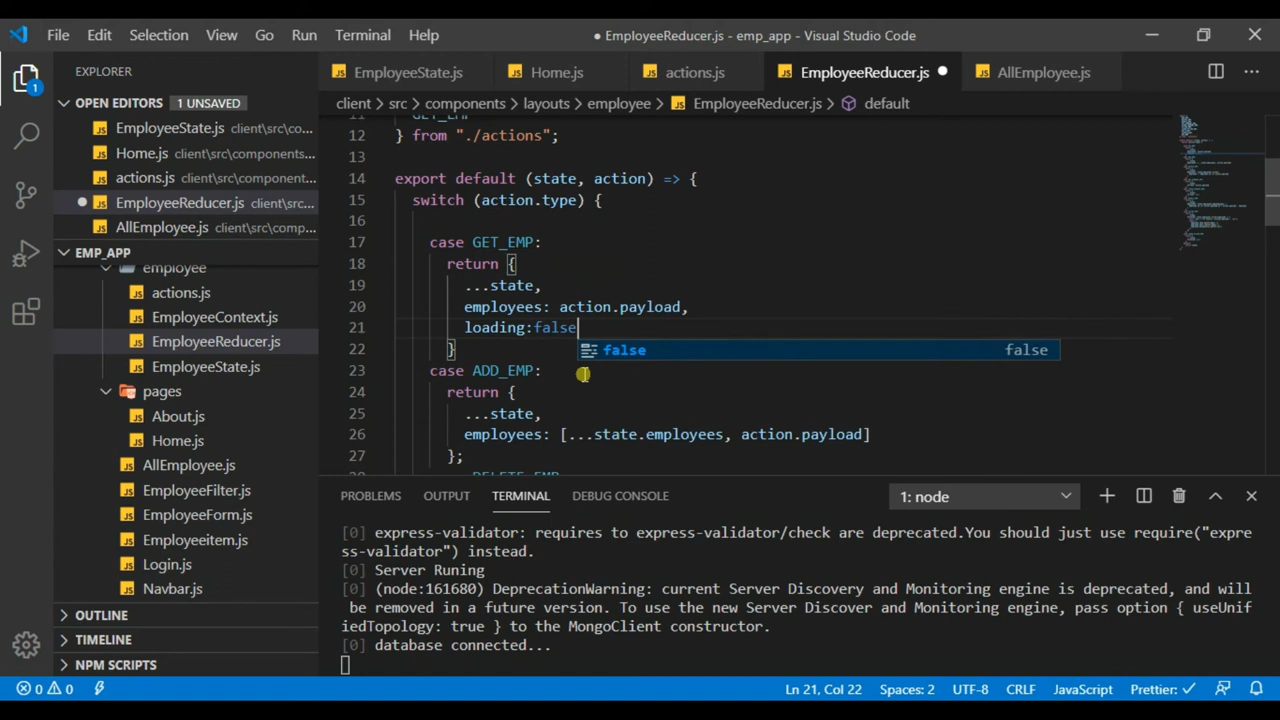 File Edit Selection View Go Run Terminal Help ● EmployeeReducer.js - emp_app - Visual Studio Code
EXPLORER
OPEN EDITORS 1 UNSAVED
EmployeeState.js client\src\co...
Home.js client\src\components...
actions.js client\src\component...
EmployeeReducer.js client\src...
AllEmployee.js client\src\comp...
EMP_APP
employee
actions.js
EmployeeContext.js
EmployeeReducer.js
EmployeeState.js
pages
About.js
Home.js
AllEmployee.js
EmployeeFilter.js
EmployeeForm.js
Employeeitem.js
Login.js
Navbar.js
OUTLINE
TIMELINE
NPM SCRIPTS
EmployeeState.js Home.js actions.js EmployeeReducer.js AllEmployee.js
client > src > components > layouts > employee > EmployeeReducer.js > default
11 GET_EMP
12 } from "./actions";
13
14 export default (state, action) => {
15 switch (action.type) {
16
17 case GET_EMP:
18 return {
19 ...state,
20 employees: action.payload,
21 loading:false
false false
22 }
23 case ADD_EMP:
24 return {
25 ...state,
26 employees: [...state.employees, action.payload]
27 };
28 case DELETE_EMP
PROBLEMS OUTPUT TERMINAL DEBUG CONSOLE 1: node
[0] express-validator: requires to express-validator/check are deprecated.You should just use require("expre
ss-validator") instead.
[0] Server Runing
[0] (node:161680) DeprecationWarning: current Server Discovery and Monitoring engine is deprecated, and will
be removed in a future version. To use the new Server Discover and Monitoring engine, pass option { useUnif
iedTopology: true } to the MongoClient constructor.
[0] database connected...
0 0 Ln 21, Col 22 Spaces: 2 UTF-8 CRLF JavaScript Prettier: ✓